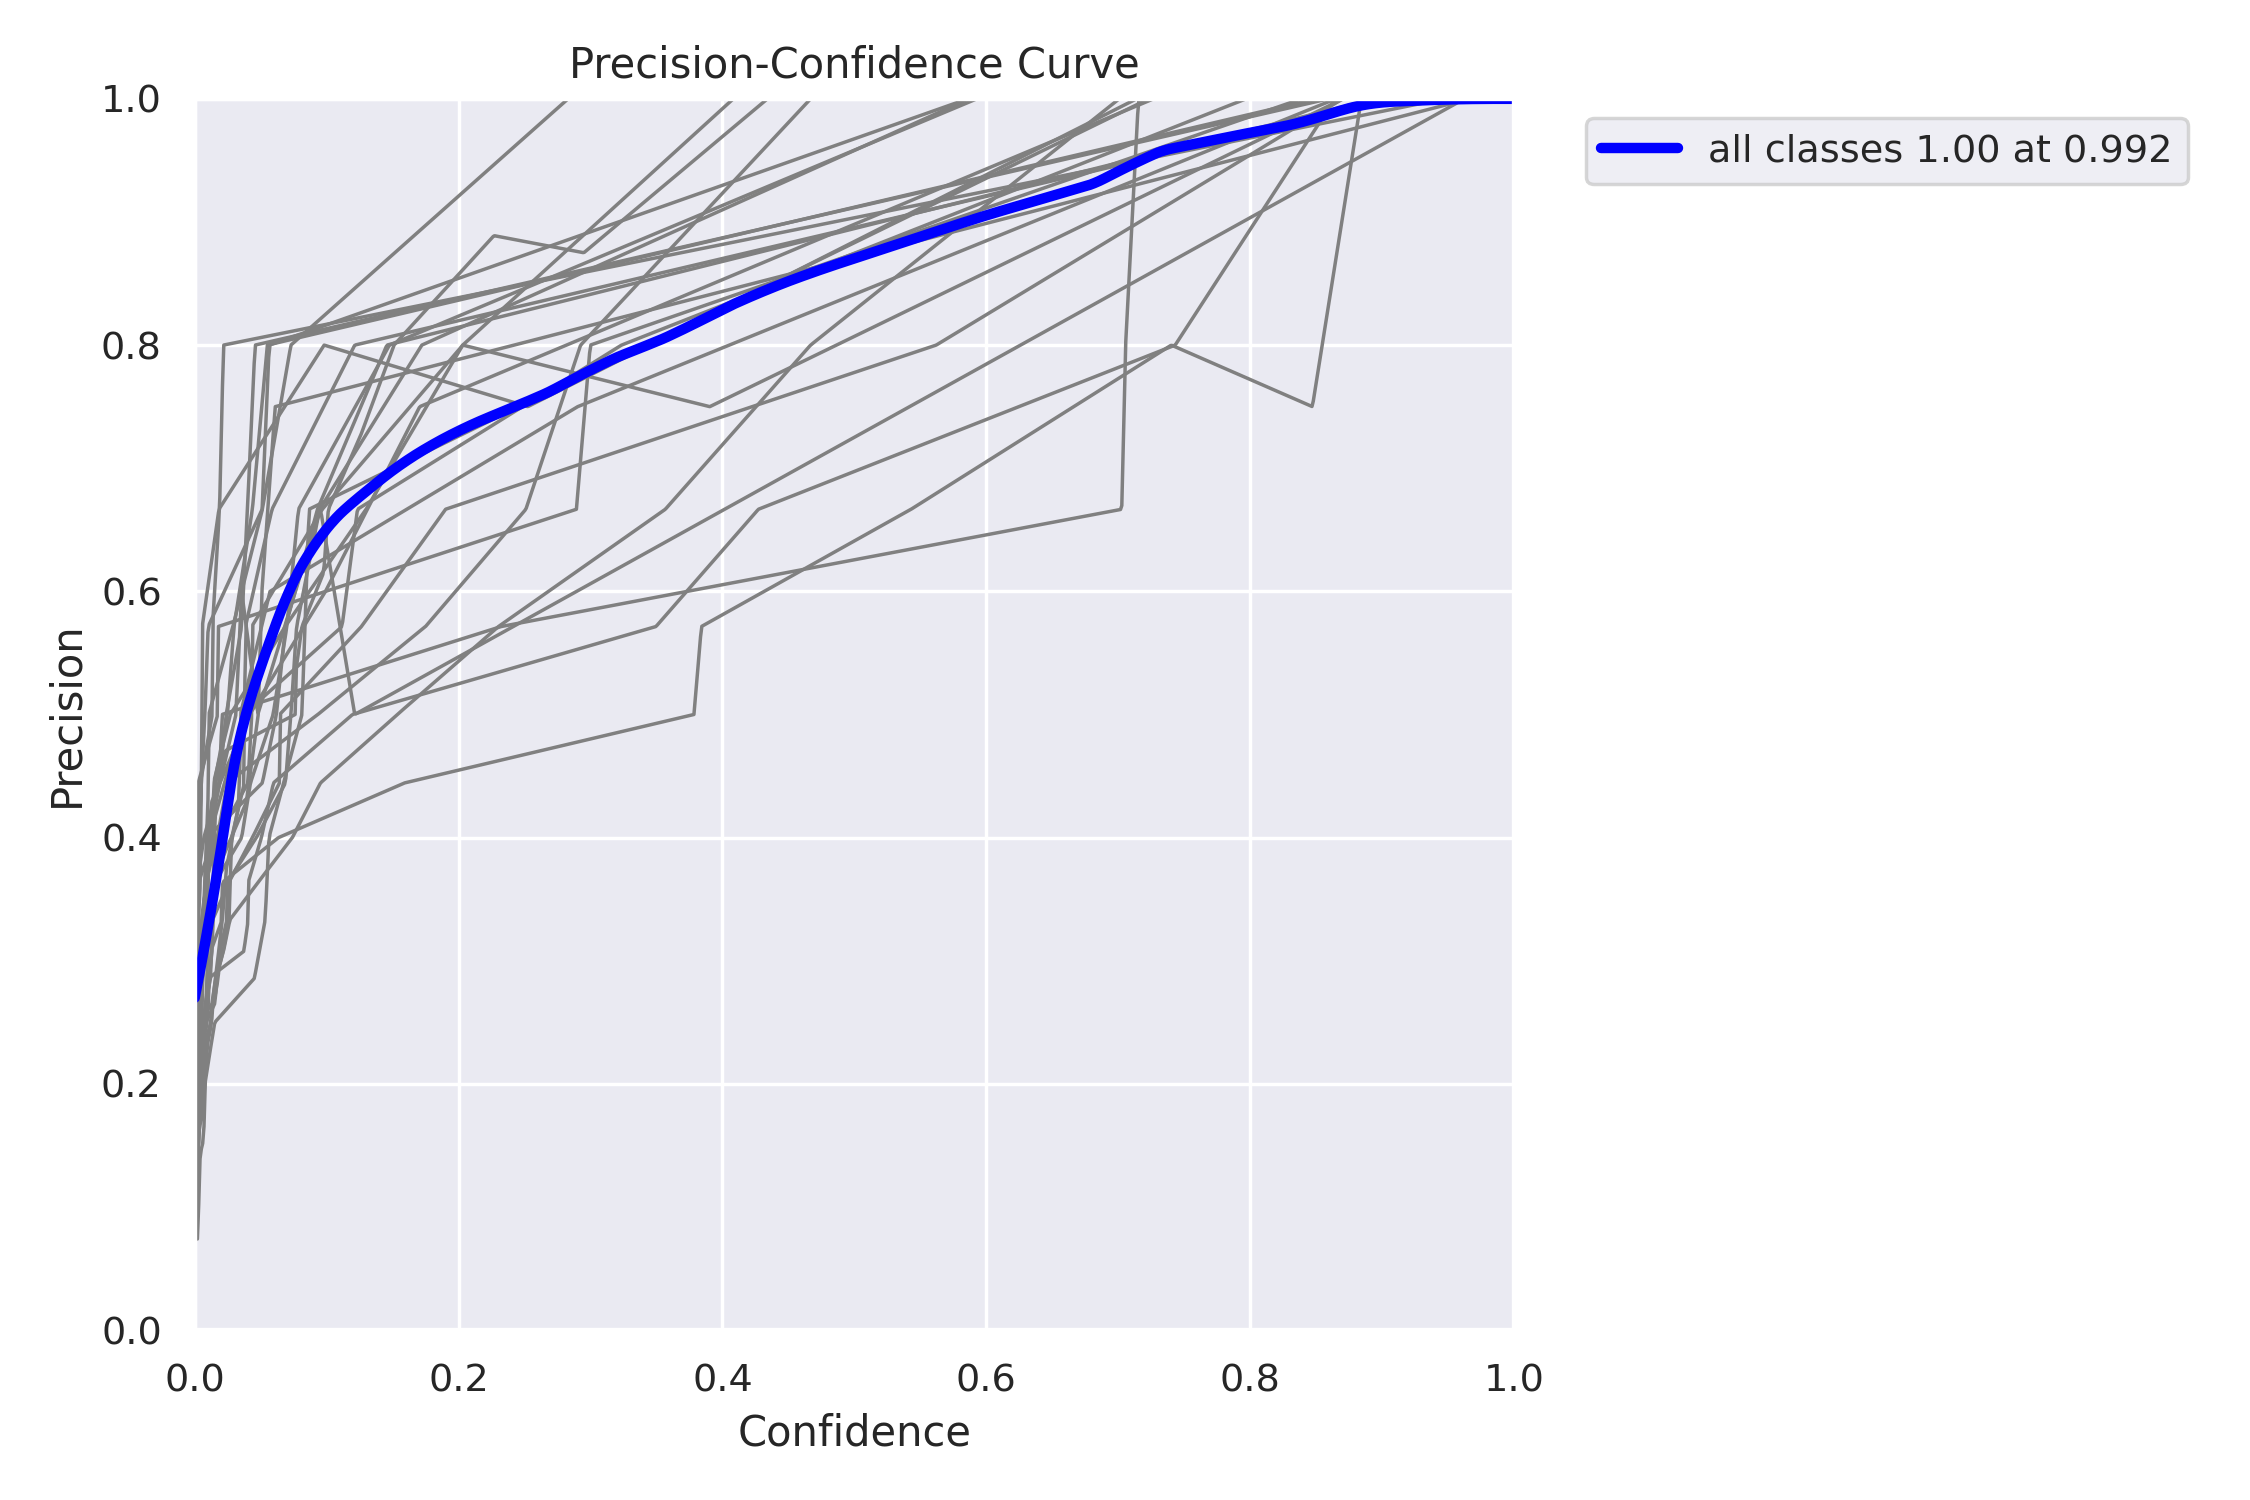 Precision-Confidence Curve
1.0
0.8
0.6
0.4
0.2
0.0
Precision
0.0 0.2 0.4 0.6 0.8 1.0
Confidence
all classes 1.00 at 0.992